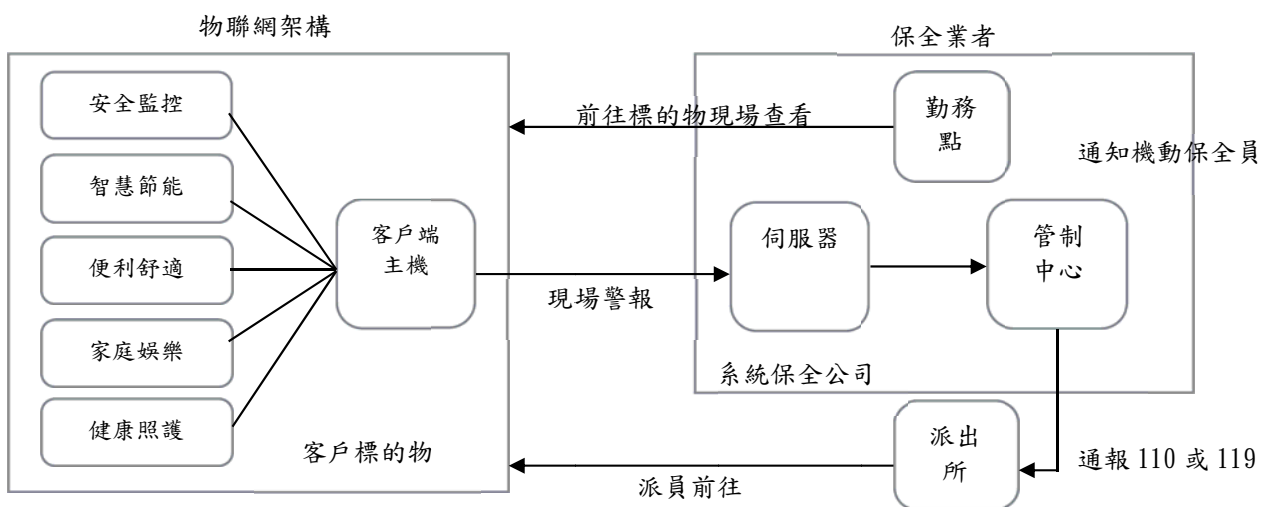 物聯網架構
保全業者
安全監控
智慧節能
便利舒適
家庭娛樂
健康照護
客戶端
主機
客戶標的物
前往標的物現場查看
現場警報
派員前往
勤務
點
通知機動保全員
伺服器
管制
中心
系統保全公司
派出
所
通報 110 或 119